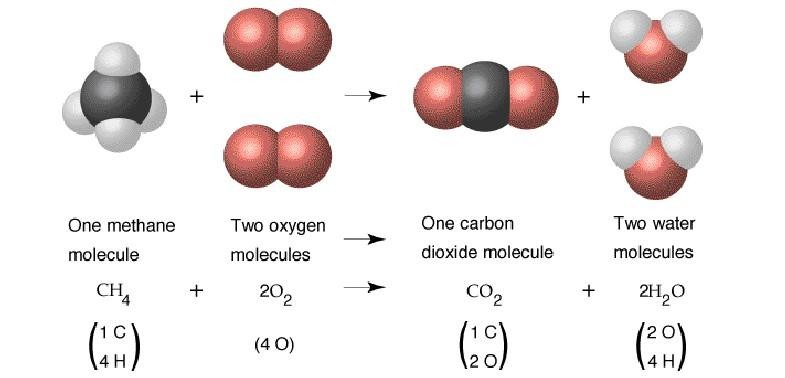 + → +
One methane Two oxygen One carbon Two water
molecule molecules → dioxide molecule molecules
CH₄ + 2O₂ → CO₂ + 2H₂O
(1 C (4 O) (1 C (2 O
4 H) 2 O) 4 H)